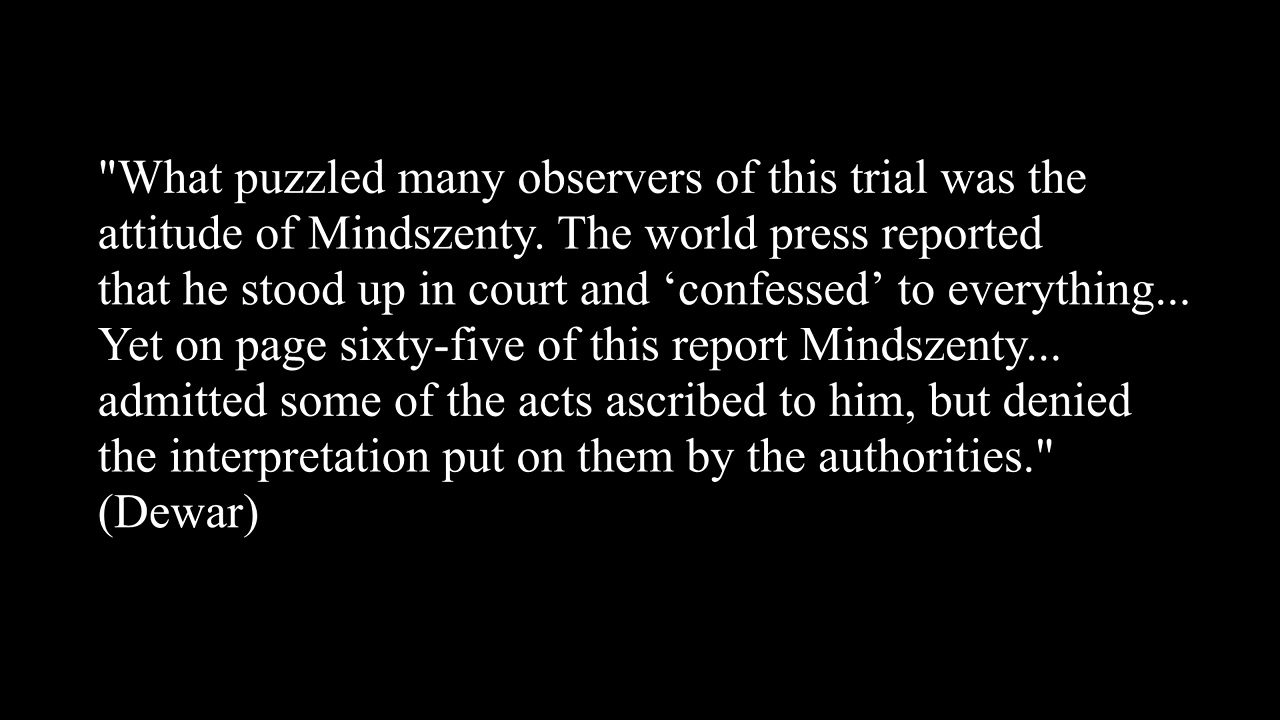 "What puzzled many observers of this trial was the
attitude of Mindszenty. The world press reported
that he stood up in court and ‘confessed’ to everything...
Yet on page sixty-five of this report Mindszenty...
admitted some of the acts ascribed to him, but denied
the interpretation put on them by the authorities."
(Dewar)